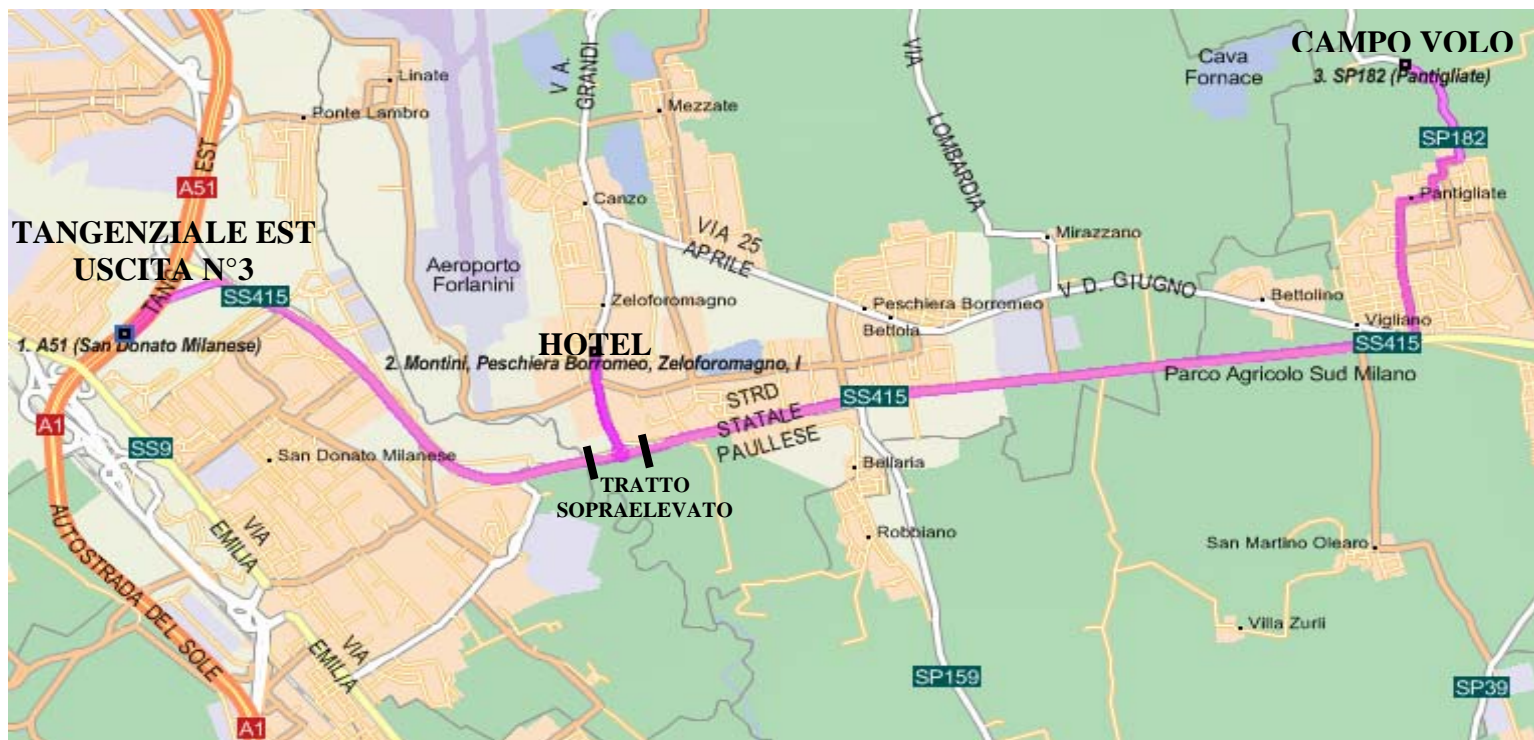 CAMPO VOLO
3. SP182 (Pantigliate)
Cava
Fornace
VIA
LOMBARDIA
V A.
GRANDI
Linate
Ponte Lambro
Mezzate
SP182
EST
A51
Canzo
Pantigliate
TANGENZIALE EST
USCITA N°3
TANG
VIA 25
APRILE
Mirazzano
Aeroporto
Forlanini
SS415
Zeloforomagno
Peschiera Borromeo
Bettola
V D. GIUGNO
Bettolino
Vigliano
1. A51 (San Donato Milanese)
HOTEL
2. Montini, Peschiera Borromeo, Zeloforomagno, I
SS415
Parco Agricolo Sud Milano
A1
SS9
San Donato Milanese
STRD
STATALE
PAULLESE
SS415
TRATTO
SOPRAELEVATO
Bellaria
Robbiano
San Martino Olearo
VIA
EMILIA
AUTOSTRADA DEL SOLE
VIA
EMILIA
Villa Zurli
SP159
SP39
A1